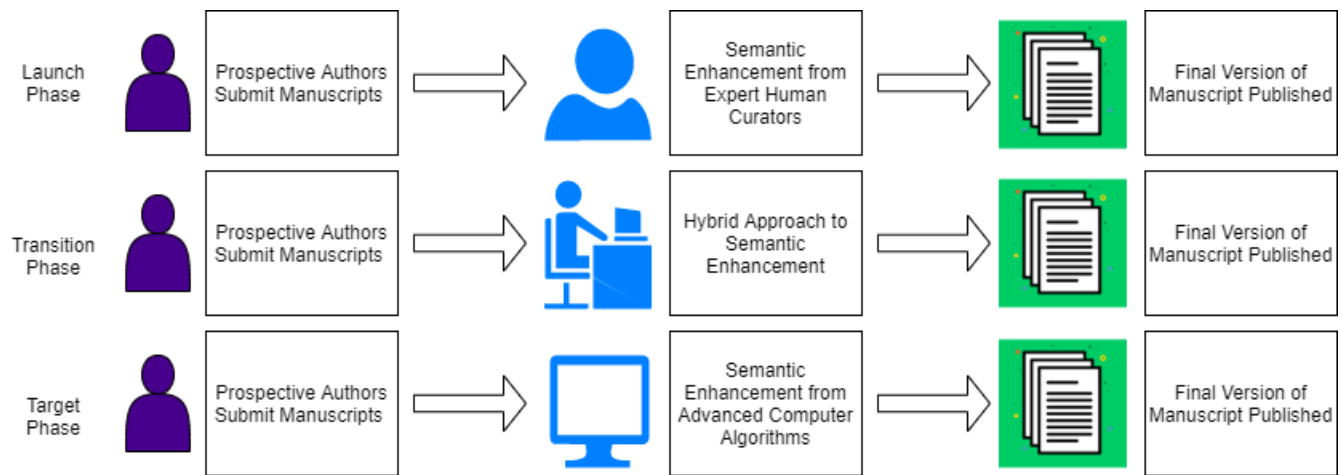 Launch
Phase
Prospective Authors
Submit Manuscripts
Semantic
Enhancement from
Expert Human
Curators
Final Version of
Manuscript Published
Transition
Phase
Prospective Authors
Submit Manuscripts
Hybrid Approach to
Semantic
Enhancement
Final Version of
Manuscript Published
Target
Phase
Prospective Authors
Submit Manuscripts
Semantic
Enhancement from
Advanced Computer
Algorithms
Final Version of
Manuscript Published